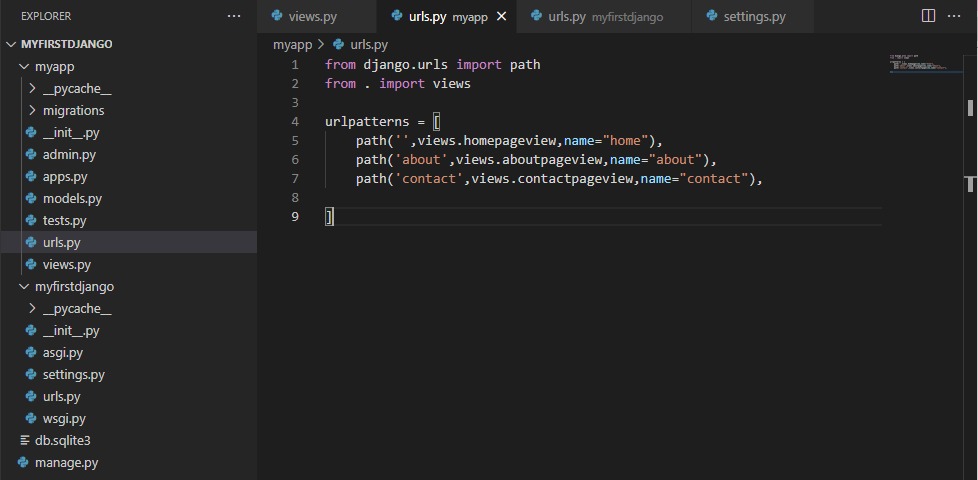 EXPLORER
MYFIRSTDJANGO
myapp
__pycache__
migrations
__init__.py
admin.py
apps.py
models.py
tests.py
urls.py
views.py
myfirstdjango
__pycache__
__init__.py
asgi.py
settings.py
urls.py
wsgi.py
db.sqlite3
manage.py
views.py
urls.py myapp
urls.py myfirstdjango
settings.py
myapp > urls.py
1 from django.urls import path
2 from . import views
3
4 urlpatterns = [
5 path('',views.homepageview,name="home"),
6 path('about',views.aboutpageview,name="about"),
7 path('contact',views.contactpageview,name="contact"),
8
9 ]